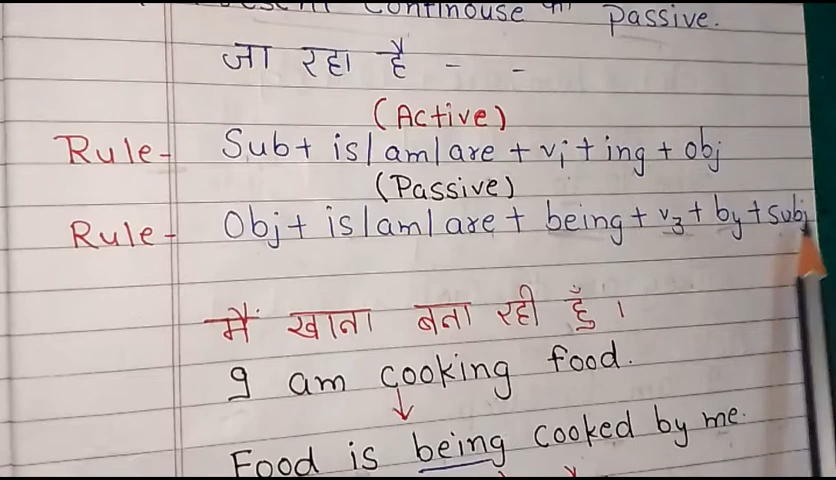 Continouse का passive.
जा रहा है - -
(Active)
Rule- Sub+ is/am/are + v₁ + ing + obj
(Passive)
Rule- Obj+ is/am/are + being + v₃ + by + subj
मैं खाना बना रही हूँ ।
I am cooking food.
↓
Food is being cooked by me.